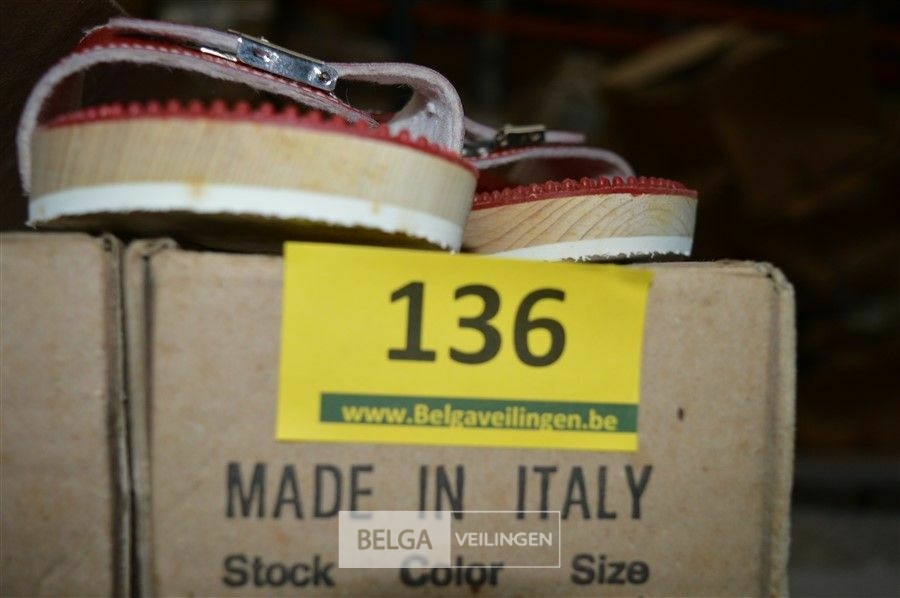 136
www.Belgaveilingen.be
MADE IN ITALY
BELGA VEILINGEN
Stock Color Size